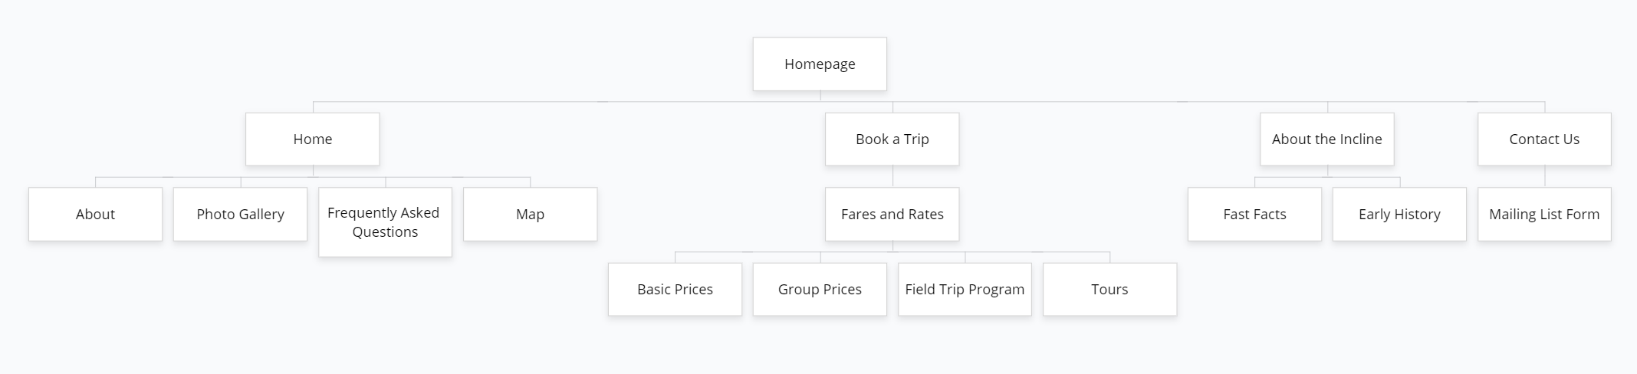 Homepage
Home
Book a Trip
About the Incline
Contact Us
About
Photo Gallery
Frequently Asked
Questions
Map
Fares and Rates
Fast Facts
Early History
Mailing List Form
Basic Prices
Group Prices
Field Trip Program
Tours